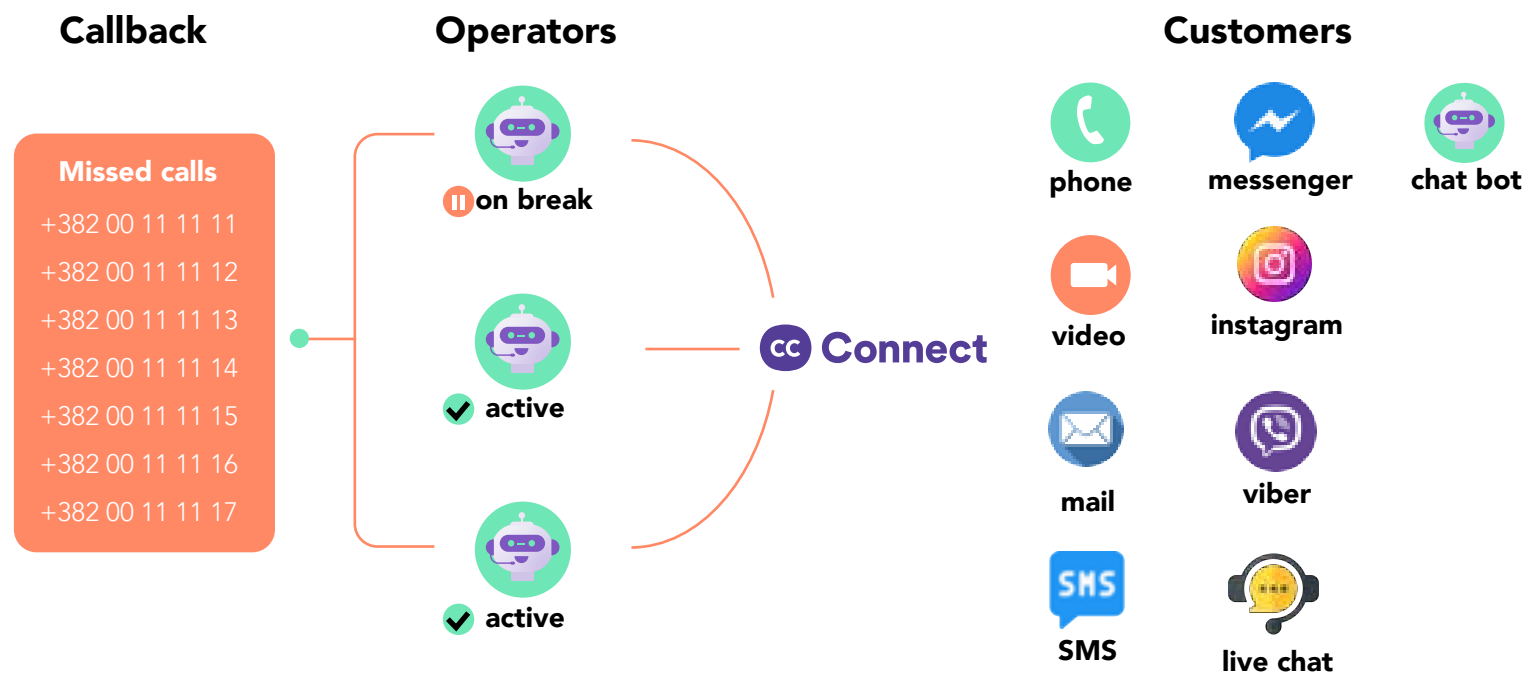 Callback
Missed calls
+382 00 11 11 11
+382 00 11 11 12
+382 00 11 11 13
+382 00 11 11 14
+382 00 11 11 15
+382 00 11 11 16
+382 00 11 11 17
Operators
on break
active
active
cc Connect
Customers
phone
messenger
chat bot
video
instagram
mail
viber
SMS
SMS
live chat